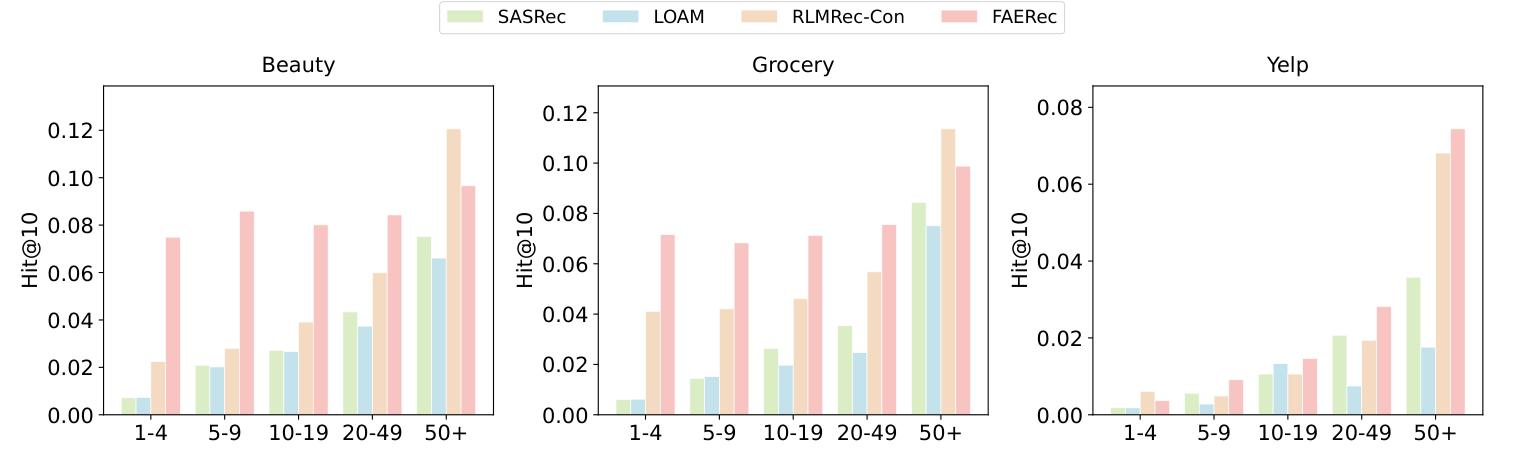 SASRec LOAM RLMRec-Con FAERec
Beauty
Hit@10
0.12
0.10
0.08
0.06
0.04
0.02
0.00
1-4 5-9 10-19 20-49 50+
Grocery
Hit@10
0.12
0.10
0.08
0.06
0.04
0.02
0.00
1-4 5-9 10-19 20-49 50+
Yelp
Hit@10
0.08
0.06
0.04
0.02
0.00
1-4 5-9 10-19 20-49 50+